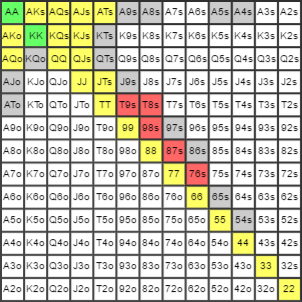 AA AKs AQs AJs ATs A9s A8s A7s A6s A5s A4s A3s A2s
AKo KK KQs KJs KTs K9s K8s K7s K6s K5s K4s K3s K2s
AQo KQo QQ QJs QTs Q9s Q8s Q7s Q6s Q5s Q4s Q3s Q2s
AJo KJo QJo JJ JTs J9s J8s J7s J6s J5s J4s J3s J2s
ATo KTo QTo JTo TT T9s T8s T7s T6s T5s T4s T3s T2s
A9o K9o Q9o J9o T9o 99 98s 97s 96s 95s 94s 93s 92s
A8o K8o Q8o J8o T8o 98o 88 87s 86s 85s 84s 83s 82s
A7o K7o Q7o J7o T7o 97o 87o 77 76s 75s 74s 73s 72s
A6o K6o Q6o J6o T6o 96o 86o 76o 66 65s 64s 63s 62s
A5o K5o Q5o J5o T5o 95o 85o 75o 65o 55 54s 53s 52s
A4o K4o Q4o J4o T4o 94o 84o 74o 64o 54o 44 43s 42s
A3o K3o Q3o J3o T3o 93o 83o 73o 63o 53o 43o 33 32s
A2o K2o Q2o J2o T2o 92o 82o 72o 62o 52o 42o 32o 22